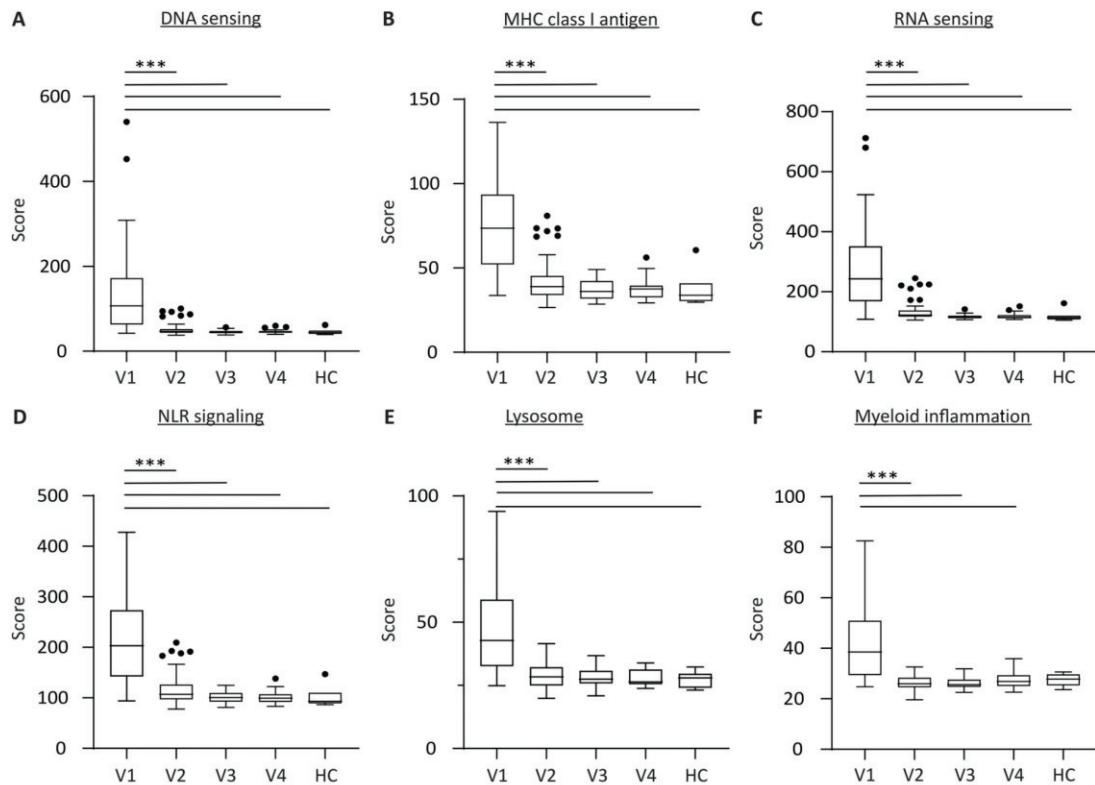 A DNA sensing
***
Score
600
400
200
0
V1 V2 V3 V4 HC
B MHC class I antigen
***
Score
150
100
50
0
V1 V2 V3 V4 HC
C RNA sensing
***
Score
800
600
400
200
0
V1 V2 V3 V4 HC
D NLR signaling
***
Score
500
400
300
200
100
0
V1 V2 V3 V4 HC
E Lysosome
***
Score
100
50
0
V1 V2 V3 V4 HC
F Myeloid inflammation
***
Score
100
80
60
40
20
0
V1 V2 V3 V4 HC